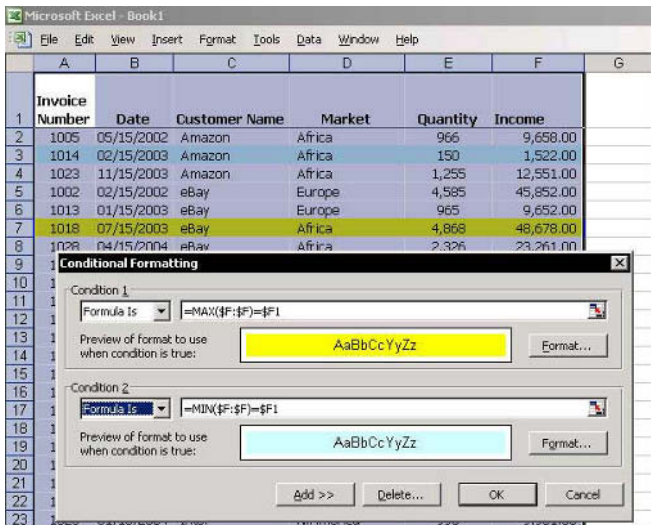 Microsoft Excel - Book1
File Edit View Insert Format Tools Data Window Help
A B C D E F G
1 Invoice Number Date Customer Name Market Quantity Income
2 1005 05/15/2002 Amazon Africa 966 9,658.00
3 1014 02/15/2003 Amazon Africa 150 1,522.00
4 1023 11/15/2003 Amazon Africa 1,255 12,551.00
5 1002 02/15/2002 eBay Europe 4,585 45,852.00
6 1013 01/15/2003 eBay Europe 965 9,652.00
7 1018 07/15/2003 eBay Africa 4,868 48,678.00
8 1028 04/15/2004 eBay Africa 2,326 23,261.00
9 Conditional Formatting
10
11 Condition 1
12 Formula Is =MAX($F:$F)=$F1
13 Preview of format to use
14 when condition is true: AaBbCcYyZz Format...
15
16 Condition 2
17 Formula Is =MIN($F:$F)=$F1
18 Preview of format to use
19 when condition is true: AaBbCcYyZz Format...
20
21
22 Add >> Delete... OK Cancel
23